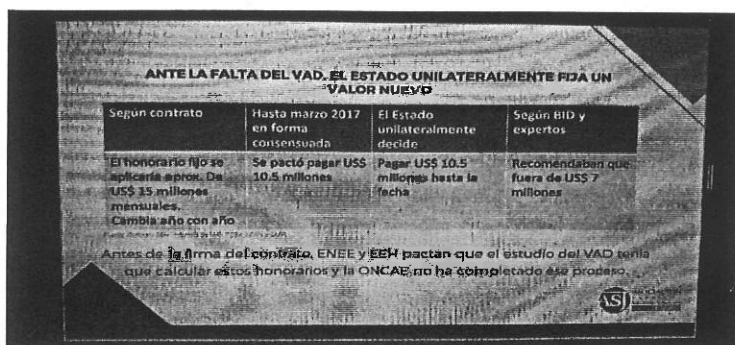 ANTE LA FALTA DEL VAD, EL ESTADO UNILATERALMENTE FIJA UN
VALOR NUEVO
Según contrato
Hasta marzo 2017
en forma
consensuada
El Estado
unilateralmente
decide
Según BID y
expertos
El honorario fijo se
aplicaría aprox. De
US$ 15 millones
mensuales.
Cambia año con año
Se pactó pagar US$
10.5 millones
Pagar US$ 10.5
millones hasta la
fecha
Recomendaban que
fuera de US$ 7
millones
Antes de la firma del contrato, ENEE y EEH pactan que el estudio del VAD tenía
que calcular estos honorarios y la ONCAE no ha completado ese proceso.
ASJ